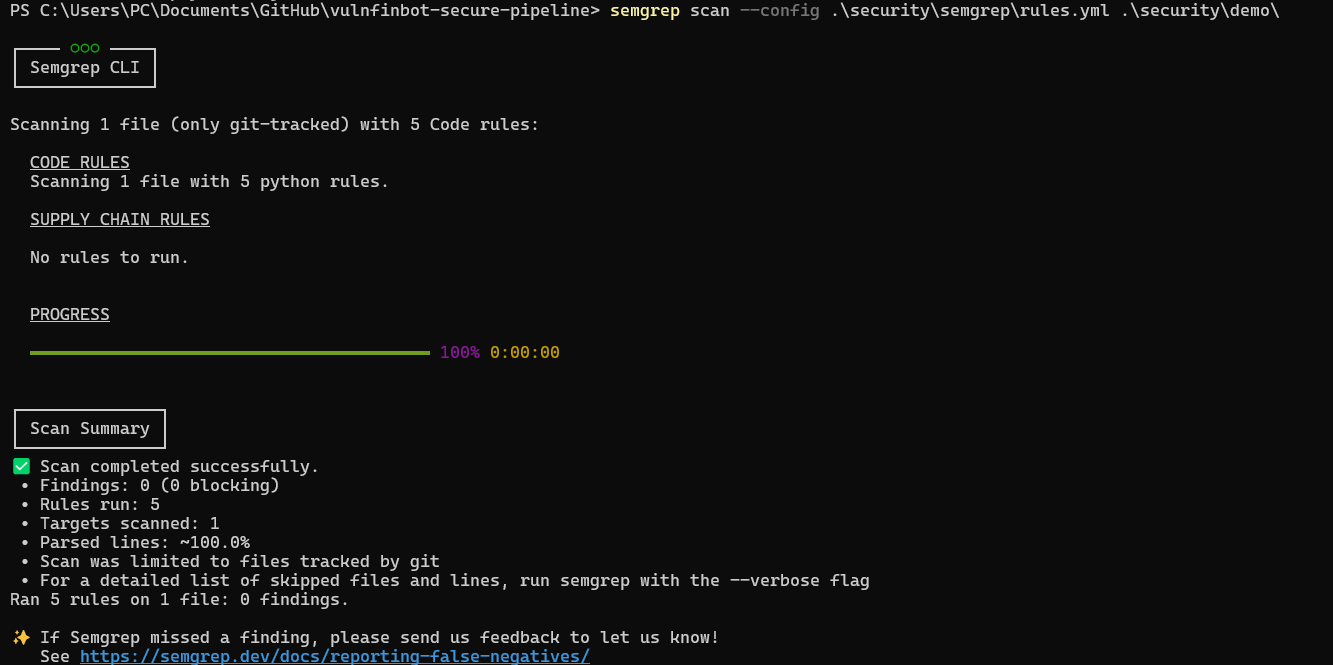 PS C:\Users\PC\Documents\GitHub\vulnfinbot-secure-pipeline> semgrep scan --config .\security\semgrep\rules.yml .\security\demo\
○○○
Semgrep CLI
Scanning 1 file (only git-tracked) with 5 Code rules:
CODE RULES
Scanning 1 file with 5 python rules.
SUPPLY CHAIN RULES
No rules to run.
PROGRESS
100% 0:00:00
Scan Summary
✅ Scan completed successfully.
• Findings: 0 (0 blocking)
• Rules run: 5
• Targets scanned: 1
• Parsed lines: ~100.0%
• Scan was limited to files tracked by git
• For a detailed list of skipped files and lines, run semgrep with the --verbose flag
Ran 5 rules on 1 file: 0 findings.
✨ If Semgrep missed a finding, please send us feedback to let us know!
See https://semgrep.dev/docs/reporting-false-negatives/